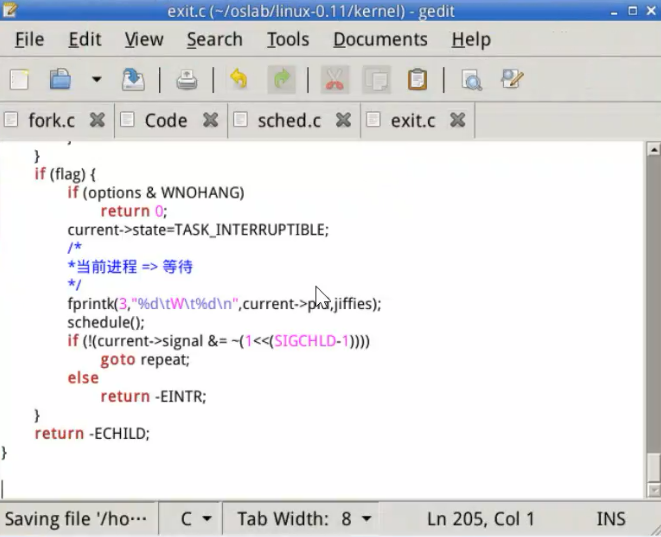 exit.c (~/oslab/linux-0.11/kernel) - gedit
File Edit View Search Tools Documents Help
fork.c Code sched.c exit.c
}
if (flag) {
if (options & WNOHANG)
return 0;
current->state=TASK_INTERRUPTIBLE;
/*
*当前进程 => 等待
*/
fprintk(3,"%d\tW\t%d\n",current->pid,jiffies);
schedule();
if (!(current->signal &= ~(1<<(SIGCHLD-1))))
goto repeat;
else
return -EINTR;
}
return -ECHILD;
}
Saving file '/ho⋯ C Tab Width: 8 Ln 205, Col 1 INS